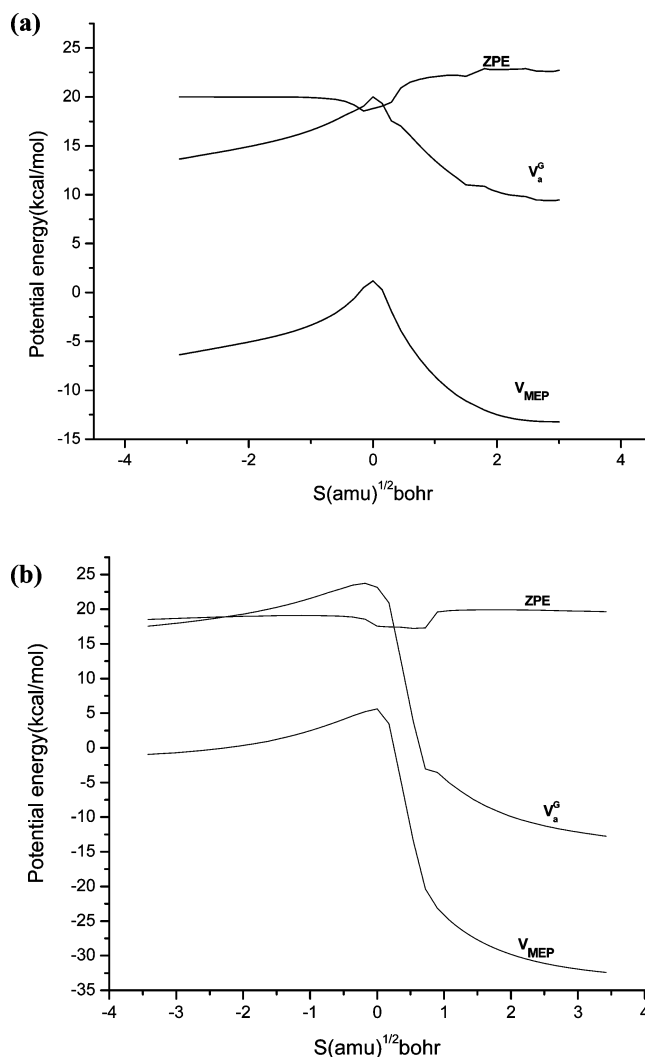 (a)
25
20
15
10
5
0
-5
-10
-15
Potential energy(kcal/mol)
ZPE
V_a^G
V_MEP
-4 -2 0 2 4
S(amu)^1/2bohr
(b)
25
20
15
10
5
0
-5
-10
-15
-20
-25
-30
-35
Potential energy(kcal/mol)
ZPE
V_a^G
V_MEP
-4 -3 -2 -1 0 1 2 3 4
S(amu)^1/2bohr